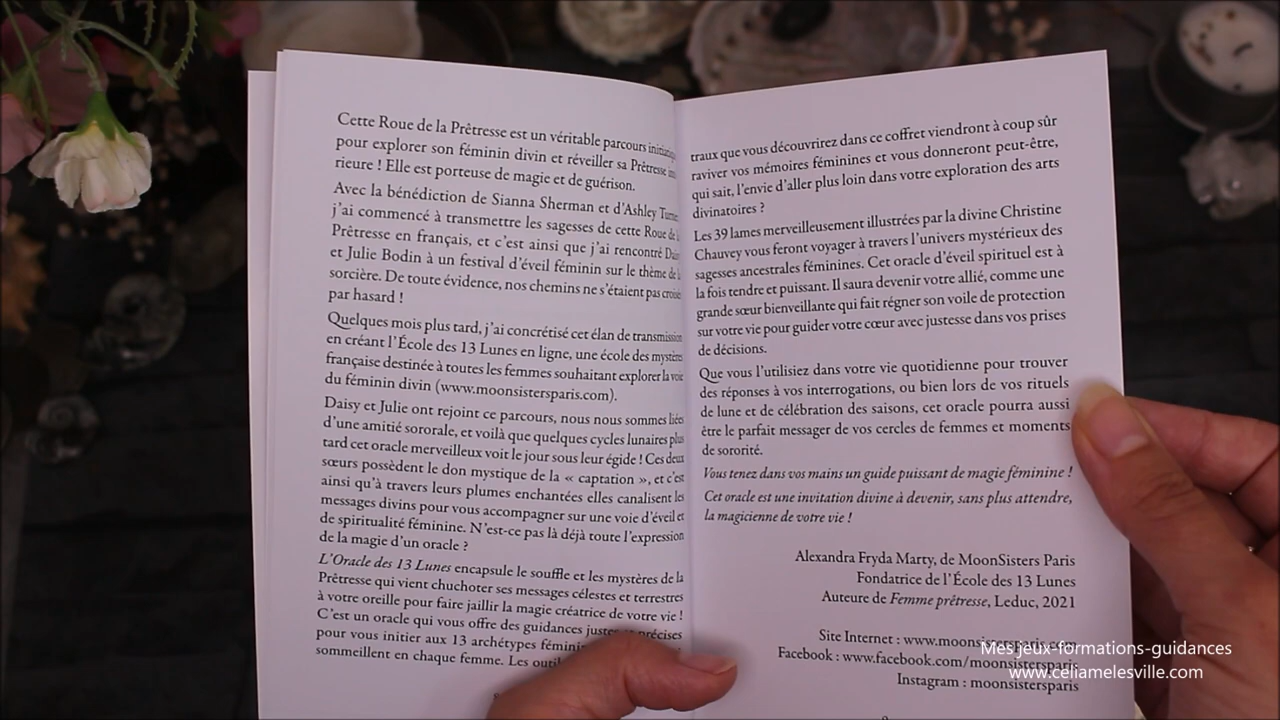 Cette Roue de la Prêtresse est un véritable parcours
pour explorer son féminin divin et réveiller sa Prêtresse
rieure ! Elle est porteuse de magie et de guérison.
Avec la bénédiction de Sianna Sherman et d'Ashley
j'ai commencé à transmettre les sagesses de cette Roue de la
Prêtresse en français, et c'est ainsi que j'ai rencontré
et Julie Bodin à un festival d'éveil féminin sur le thème de la
sorcière. De toute évidence, nos chemins ne s'étaient pas croisés
par hasard !
Quelques mois plus tard, j'ai concrétisé cet élan de transmission
en créant l'École des 13 Lunes en ligne, une école des mystères
française destinée à toutes les femmes souhaitant explorer la voie
du féminin divin (www.moonsistersparis.com).
Daisy et Julie ont rejoint ce parcours, nous nous sommes liées
d'une amitié sororale, et voilà que quelques cycles lunaires plus
tard cet oracle merveilleux voit le jour sous leur égide ! Ces deux
sœurs possèdent le don mystique de la « captation », et c'est
ainsi qu'à travers leurs plumes enchantées elles canalisent les
messages divins pour vous accompagner sur une voie d'éveil et
de spiritualité féminine. N'est-ce pas là déjà toute l'expression
de la magie d'un oracle ?
L'Oracle des 13 Lunes encapsule le souffle et les mystères de la
Prêtresse qui vient chuchoter ses messages célestes et terrestres
à votre oreille pour faire jaillir la magie créatrice de votre vie !
C'est un oracle qui vous offre des guidances justes et précises
pour vous initier aux 13 archétypes
sommeillent en chaque femme. Les
traux que vous découvrirez dans ce coffret viendront à coup sûr
raviver vos mémoires féminines et vous donneront peut-être,
qui sait, l'envie d'aller plus loin dans votre exploration des arts
divinatoires ?
Les 39 lames merveilleusement illustrées par la divine Christine
Chauvey vous feront voyager à travers l'univers mystérieux des
sagesses ancestrales féminines. Cet oracle d'éveil spirituel est à
la fois tendre et puissant. Il saura devenir votre allié, comme une
grande sœur bienveillante qui fait régner son voile de protection
sur votre vie pour guider votre cœur avec justesse dans vos prises
de décisions.
Que vous l'utilisiez dans votre vie quotidienne pour trouver
des réponses à vos interrogations, ou bien lors de vos rituels
de lune et de célébration des saisons, cet oracle pourra aussi
être le parfait messager de vos cercles de femmes et moments
de sororité.
Vous tenez dans vos mains un guide puissant de magie féminine !
Cet oracle est une invitation divine à devenir, sans plus attendre,
la magicienne de votre vie !
Alexandra Fryda Marty, de MoonSisters Paris
Fondatrice de l'École des 13 Lunes
Auteure de Femme prêtresse, Leduc, 2021
Site Internet : www.moonsistersparis.com
Facebook : www.facebook.com/moonsistersparis
Instagram : moonsistersparis
Mes jeux-formations-guidances
www.celiamelesville.com